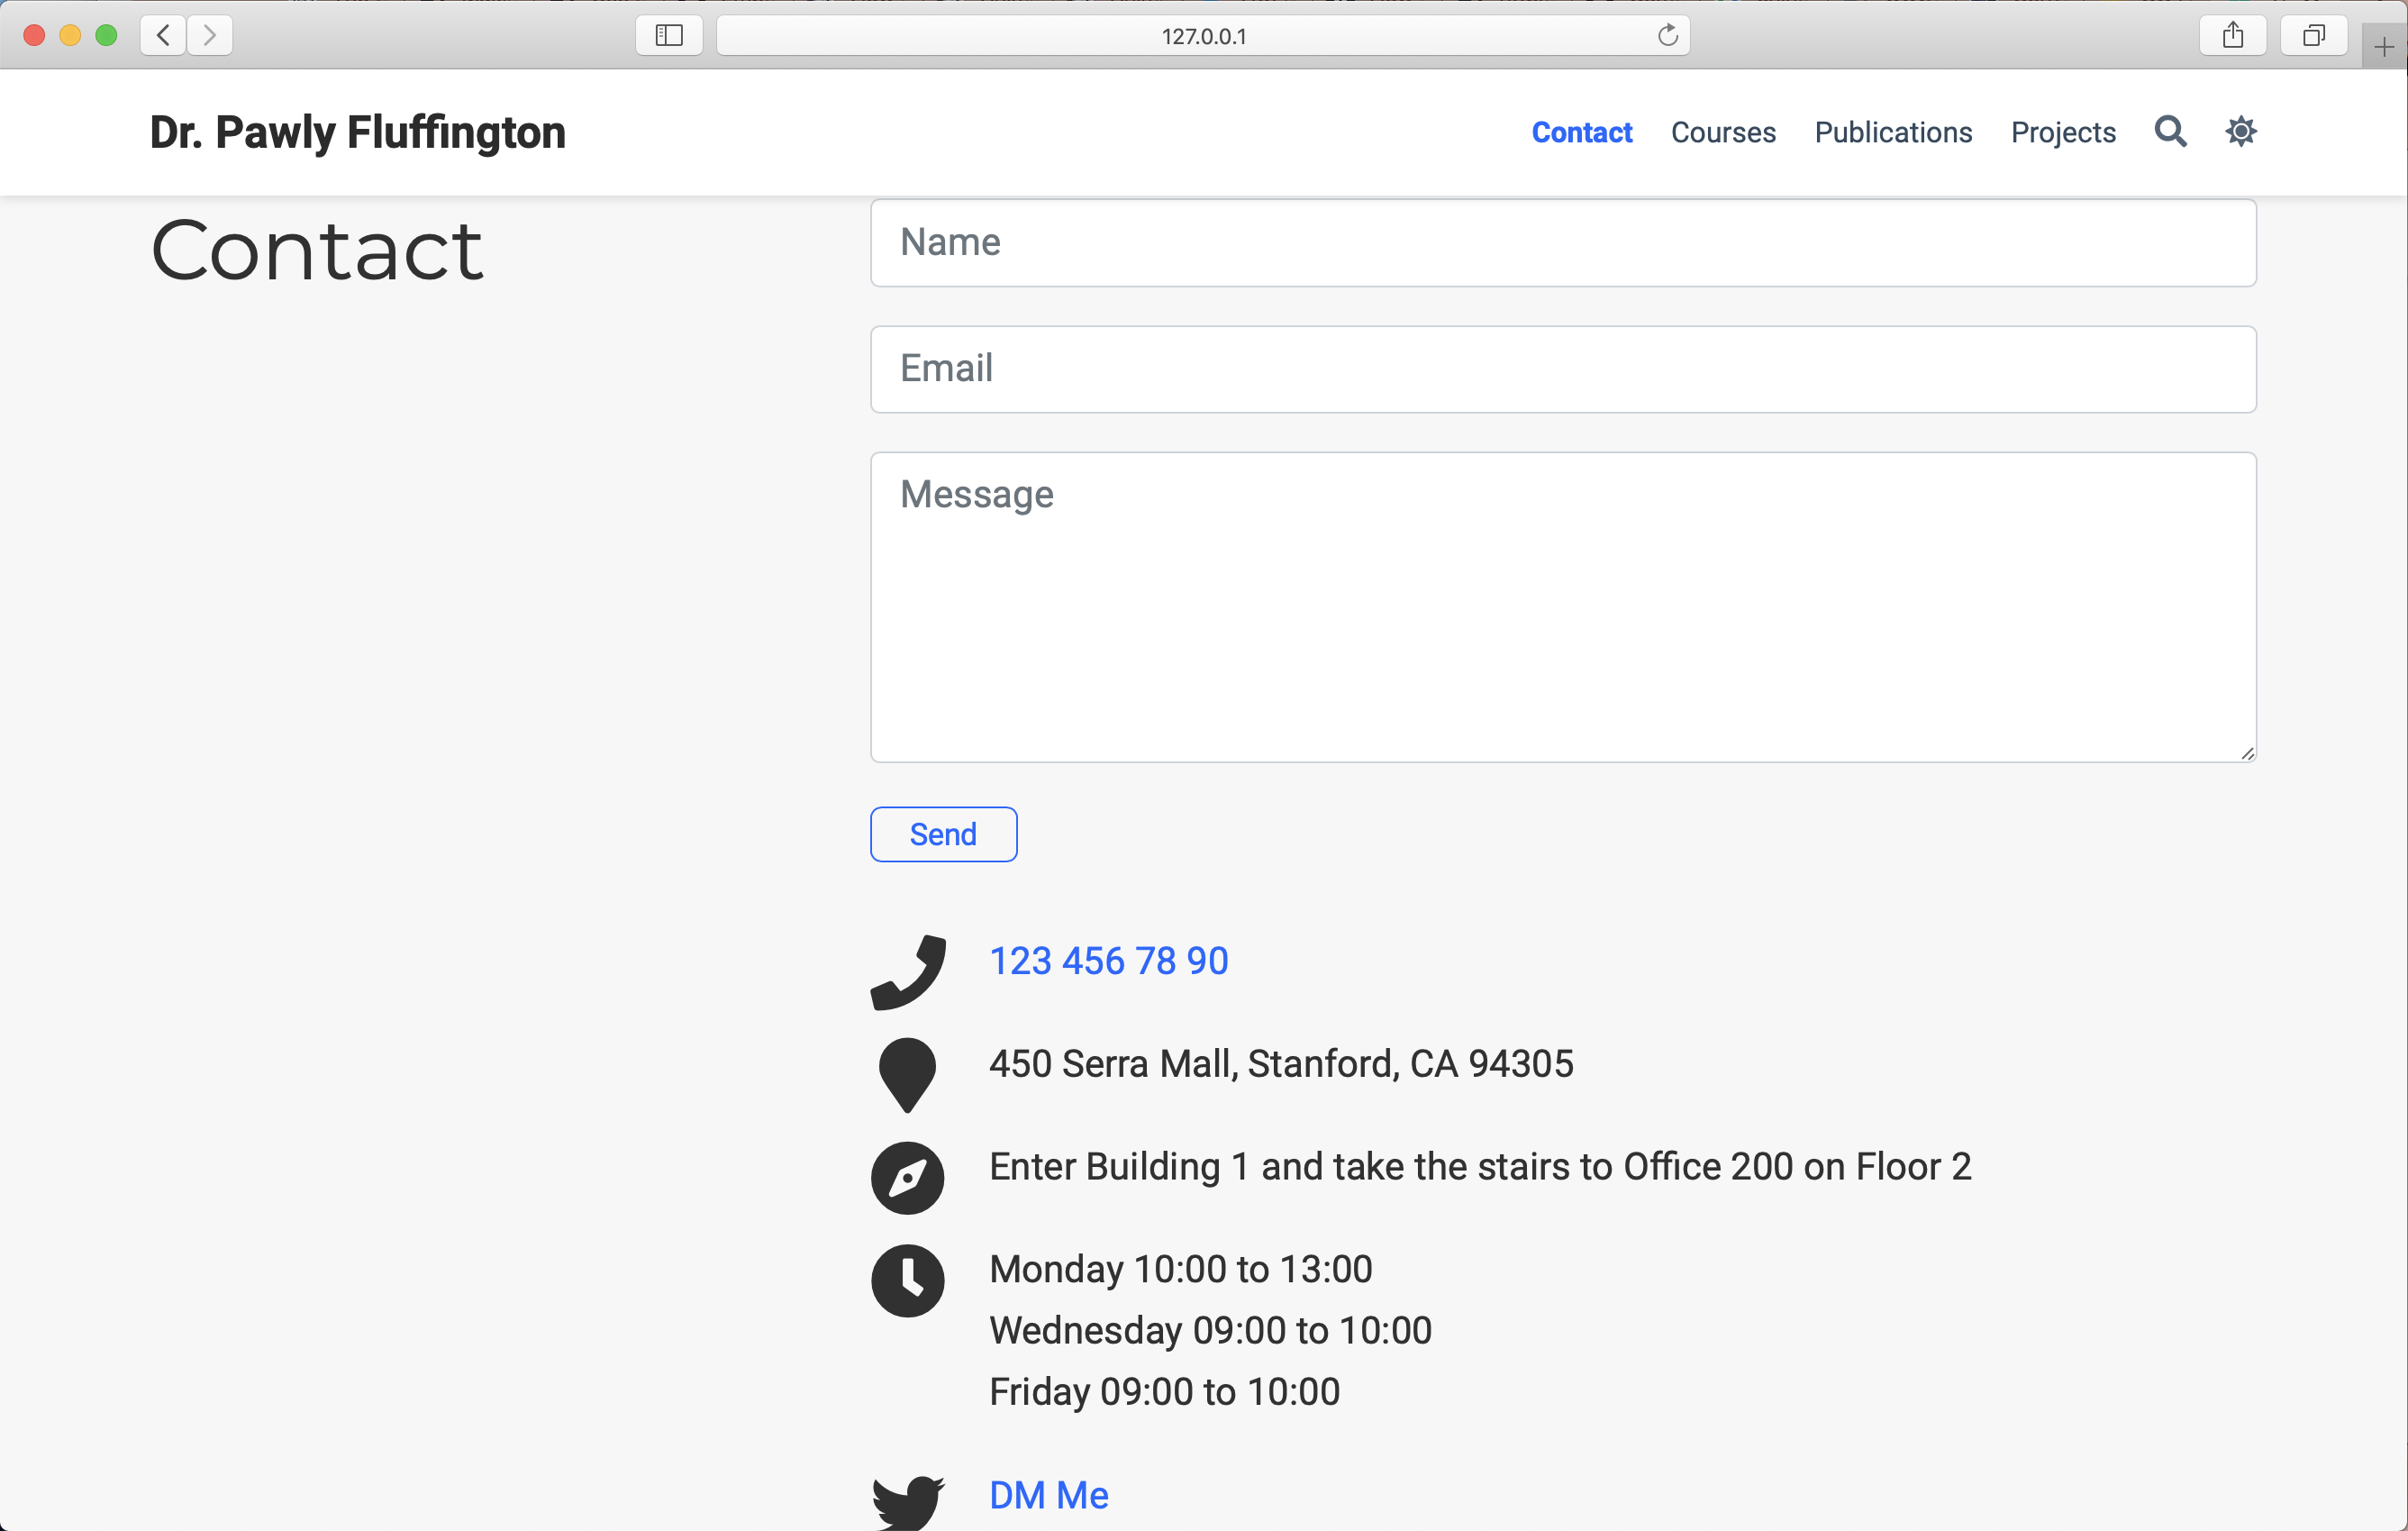 127.0.0.1
Dr. Pawly Fluffington
Contact Courses Publications Projects
Contact
Name
Email
Message
Send
123 456 78 90
450 Serra Mall, Stanford, CA 94305
Enter Building 1 and take the stairs to Office 200 on Floor 2
Monday 10:00 to 13:00
Wednesday 09:00 to 10:00
Friday 09:00 to 10:00
DM Me